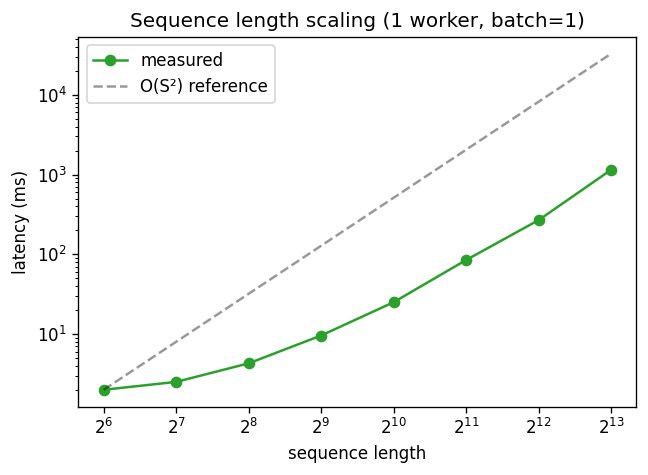 Sequence length scaling (1 worker, batch=1)
measured
O(S²) reference
latency (ms)
10⁴
10³
10²
10¹
2⁶ 2⁷ 2⁸ 2⁹ 2¹⁰ 2¹¹ 2¹² 2¹³
sequence length